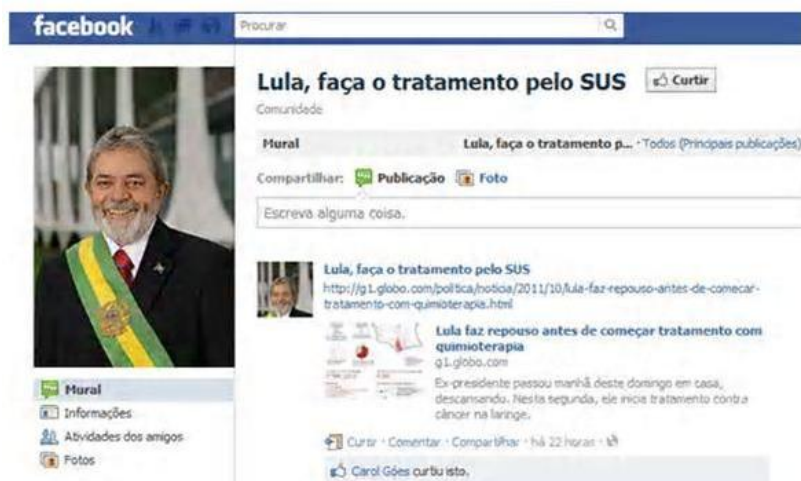 facebook
Procurar
Lula, faça o tratamento pelo SUS
Curtir
Comunidade
Mural
Lula, faça o tratamento p... · Todos (Principais publicações)
Compartilhar: Publicação Foto
Escreva alguma coisa.
Lula, faça o tratamento pelo SUS
http://g1.globo.com/politica/noticia/2011/10/lula-faz-repouso-antes-de-comecar-
tratamento-com-quimioterapia.html
Lula faz repouso antes de começar tratamento com
quimioterapia
g1.globo.com
Ex-presidente passou manhã deste domingo em casa,
descansando. Nesta segunda, ele inicia tratamento contra
câncer na laringe.
Curtir · Comentar · Compartilhar · há 22 horas ·
Carol Góes curtiu isto.
Mural
Informações
Atividades dos amigos
Fotos